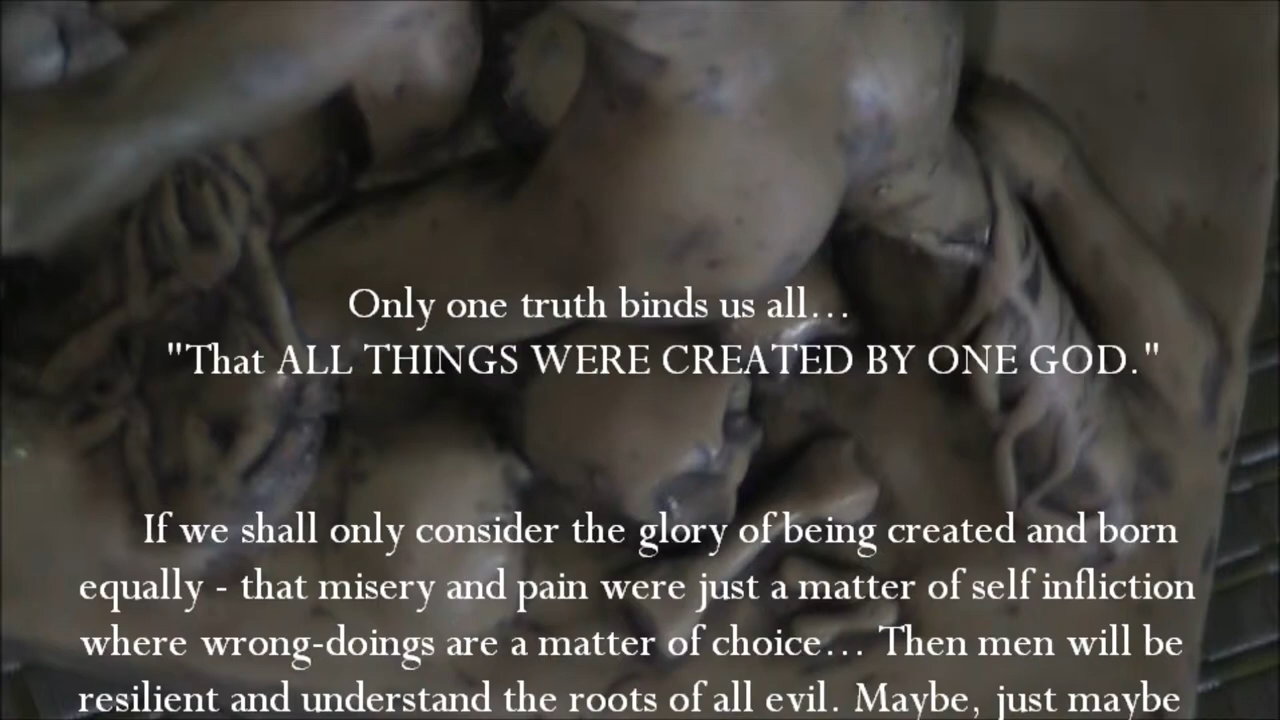 Only one truth binds us all...
"That ALL THINGS WERE CREATED BY ONE GOD."
If we shall only consider the glory of being created and born
equally - that misery and pain were just a matter of self infliction
where wrong-doings are a matter of choice... Then men will be
resilient and understand the roots of all evil. Maybe, just maybe